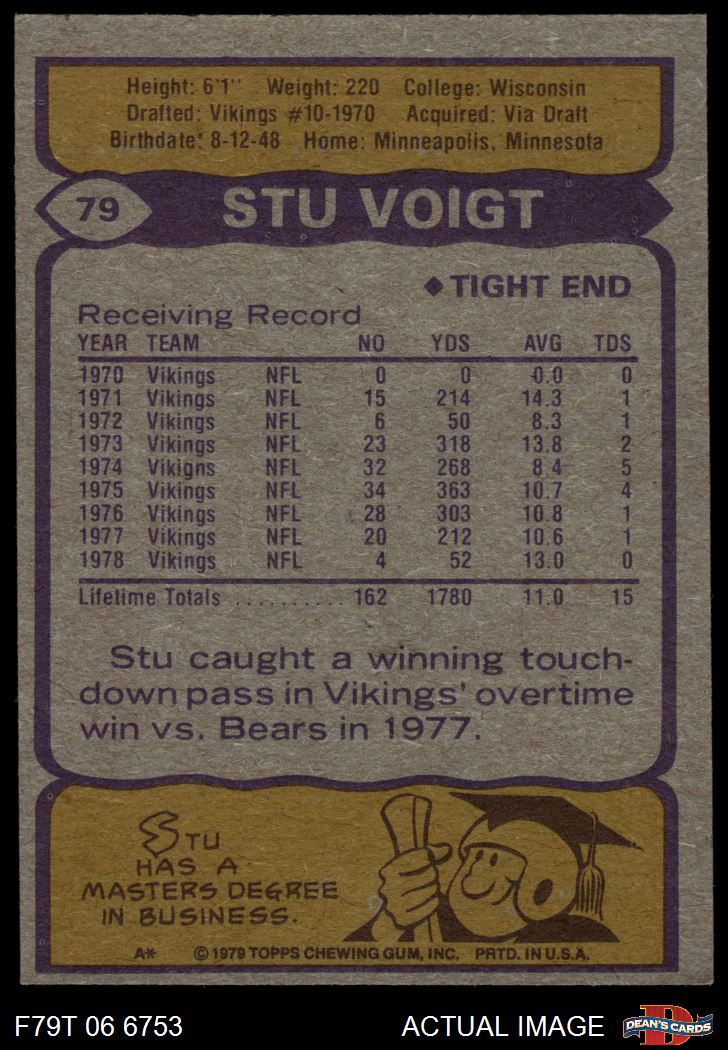 Height: 6'1" Weight: 220 College: Wisconsin
Drafted: Vikings #10-1970 Acquired: Via Draft
Birthdate: 8-12-48 Home: Minneapolis, Minnesota
79 STU VOIGT
◆ TIGHT END
Receiving Record
YEAR TEAM NO YDS AVG TDS
1970 Vikings NFL 0 0 0.0 0
1971 Vikings NFL 15 214 14.3 1
1972 Vikings NFL 6 50 8.3 1
1973 Vikings NFL 23 318 13.8 2
1974 Vikigns NFL 32 268 8.4 5
1975 Vikings NFL 34 363 10.7 4
1976 Vikings NFL 28 303 10.8 1
1977 Vikings NFL 20 212 10.6 1
1978 Vikings NFL 4 52 13.0 0
Lifetime Totals .......... 162 1780 11.0 15
Stu caught a winning touch-
down pass in Vikings' overtime
win vs. Bears in 1977.
STU
HAS A
MASTERS DEGREE
IN BUSINESS.
A* © 1979 TOPPS CHEWING GUM, INC. PRTD. IN U.S.A.
F79T 06 6753 ACTUAL IMAGE D DEAN'S CARDS